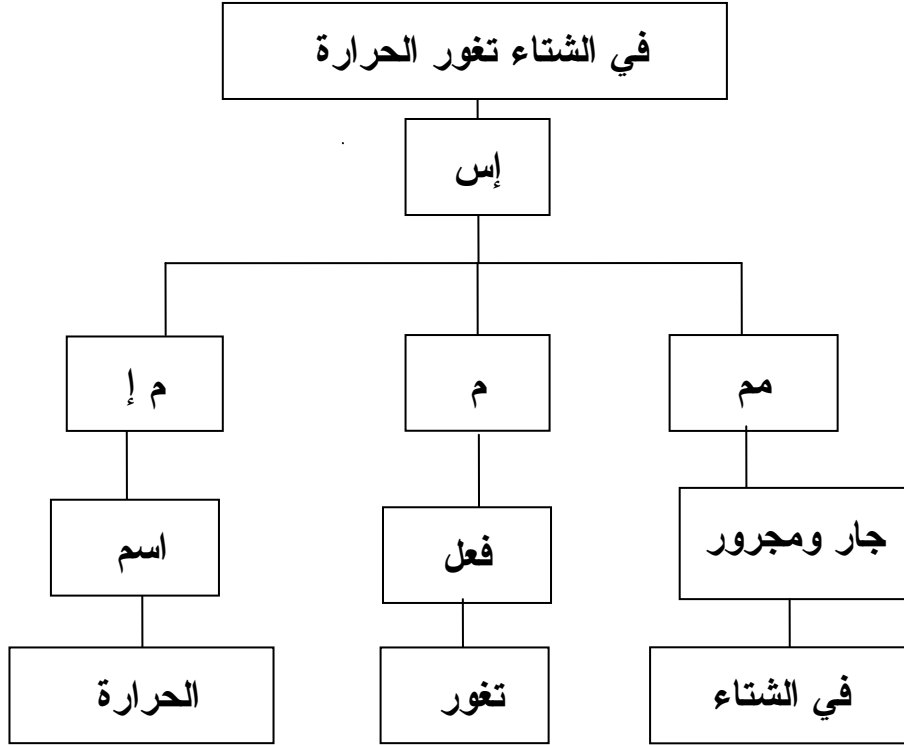 في الشتاء تغور الحرارة
إس
مم
م
م إ
جار ومجرور
فعل
اسم
في الشتاء
تغور
الحرارة